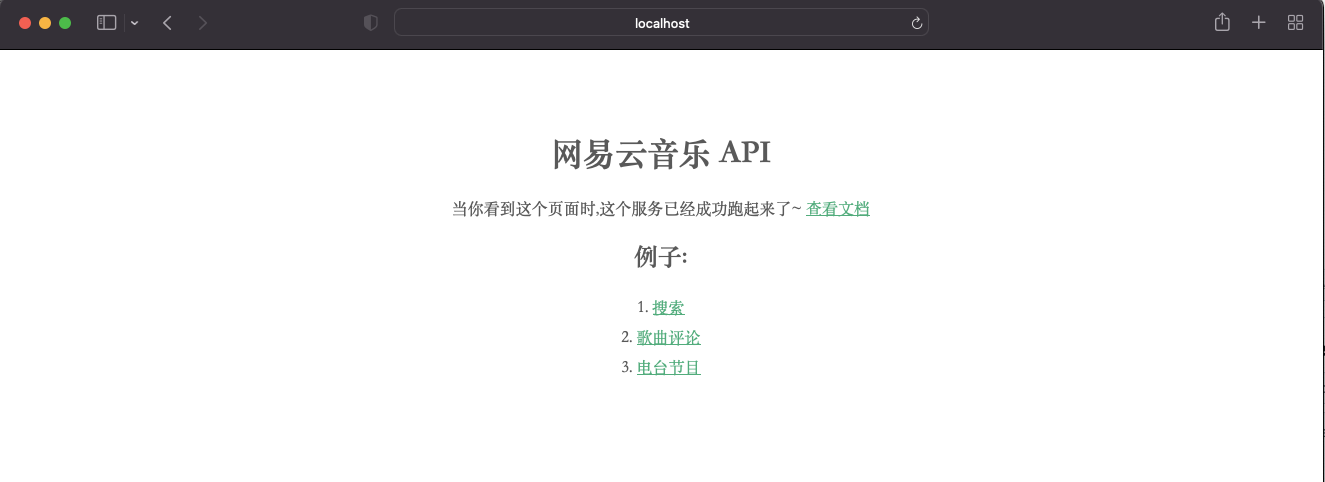 localhost
网易云音乐 API
当你看到这个页面时,这个服务已经成功跑起来了~ 查看文档
例子:
1. 搜索
2. 歌曲评论
3. 电台节目